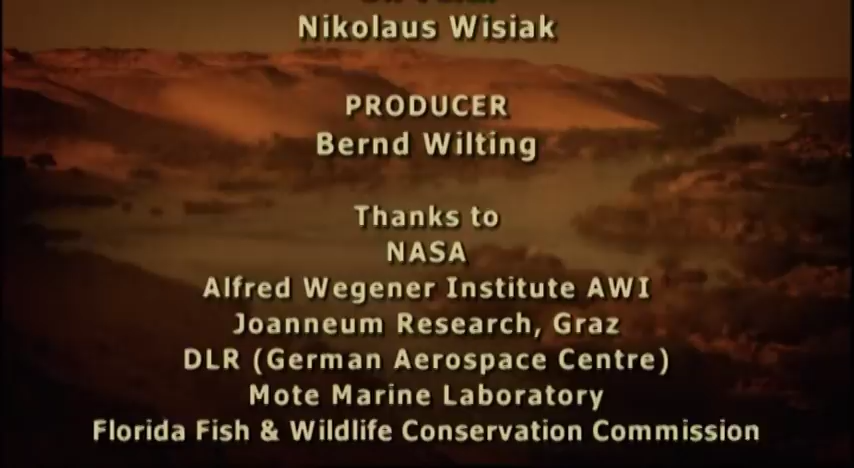 Nikolaus Wisiak
PRODUCER
Bernd Wilting
Thanks to
NASA
Alfred Wegener Institute AWI
Joanneum Research, Graz
DLR (German Aerospace Centre)
Mote Marine Laboratory
Florida Fish & Wildlife Conservation Commission